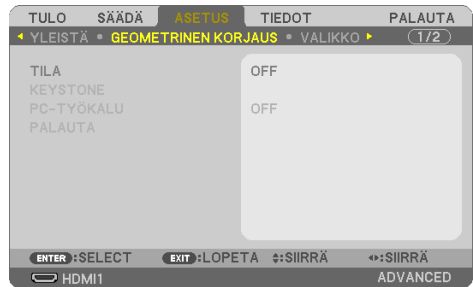 TULO SÄÄDÄ ASETUS TIEDOT PALAUTA
YLEISTÄ • GEOMETRINEN KORJAUS • VALIKKO 1/2
TILA OFF
KEYSTONE
PC-TYÖKALU OFF
PALAUTA
ENTER:SELECT EXIT:LOPETA :SIIRRÄ :SIIRRÄ
HDMI1 ADVANCED